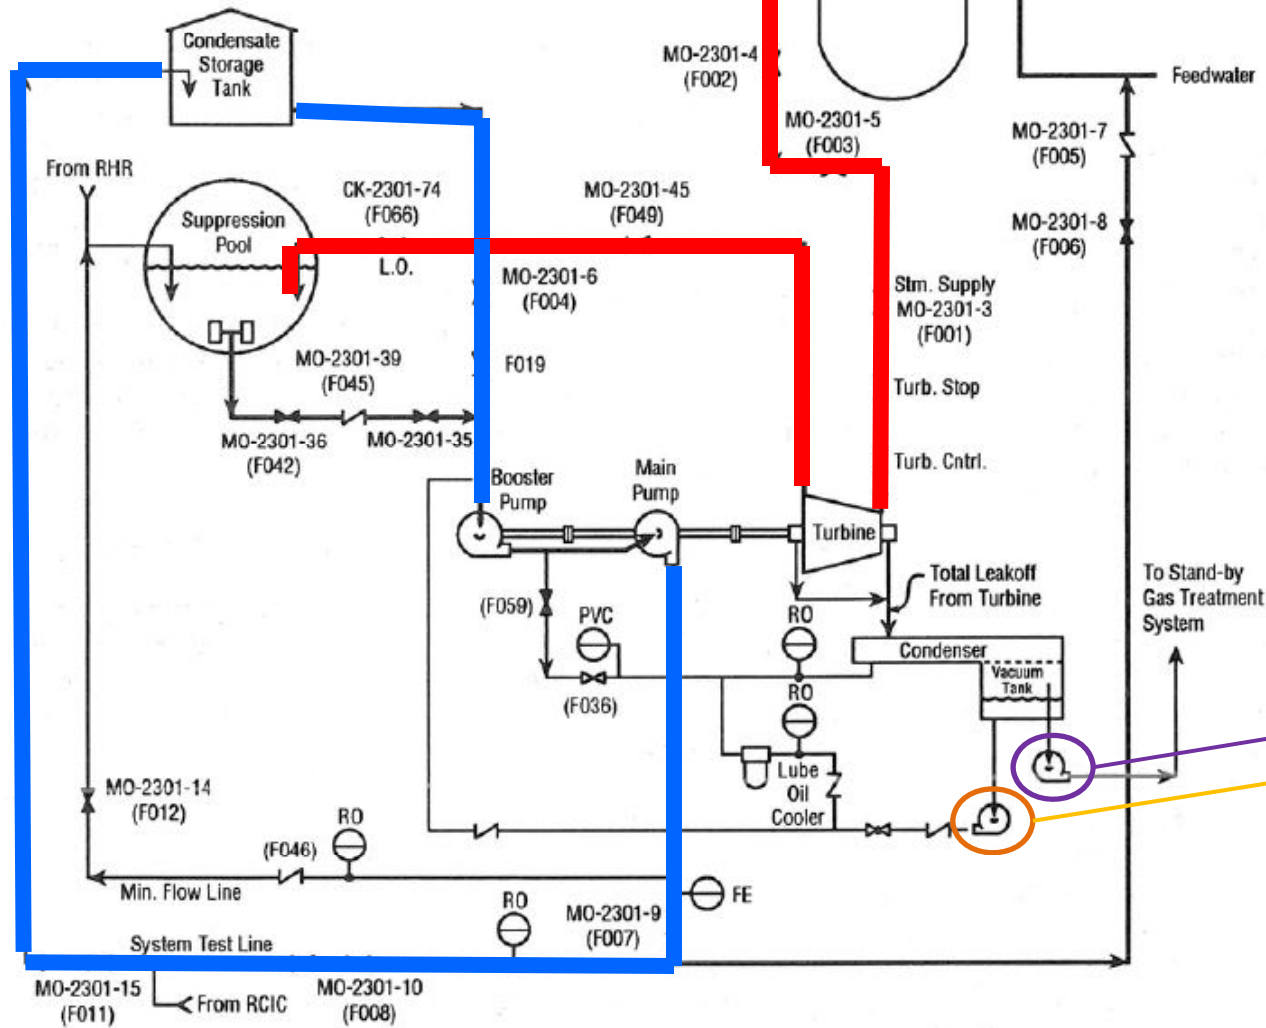 Condensate
Storage
Tank
MO-2301-4
(F002)
Feedwater
MO-2301-5
(F003)
MO-2301-7
(F005)
From RHR
CK-2301-74
(F066)
MO-2301-45
(F049)
Suppression
Pool
MO-2301-8
(F006)
L.O.
MO-2301-6
(F004)
Stm. Supply
MO-2301-3
(F001)
MO-2301-39
(F045)
F019
Turb. Stop
MO-2301-36
(F042)
MO-2301-35
Turb. Cntrl.
Booster
Pump
Main
Pump
Turbine
Total Leakoff
From Turbine
To Stand-by
Gas Treatment
System
(F059)
PVC
RO
Condenser
Vacuum
Tank
(F036)
RO
Lube
Oil
Cooler
MO-2301-14
(F012)
RO
(F046)
Min. Flow Line
FE
RO
MO-2301-9
(F007)
System Test Line
MO-2301-15
(F011)
From RCIC
MO-2301-10
(F008)